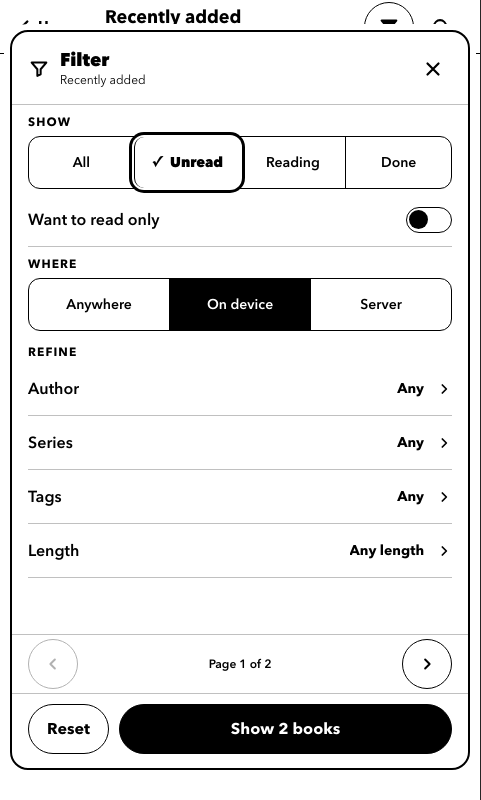 Recently added
Filter
Recently added
SHOW
All
✓ Unread
Reading
Done
Want to read only
WHERE
Anywhere
On device
Server
REFINE
Author
Any
Series
Any
Tags
Any
Length
Any length
Page 1 of 2
Reset
Show 2 books